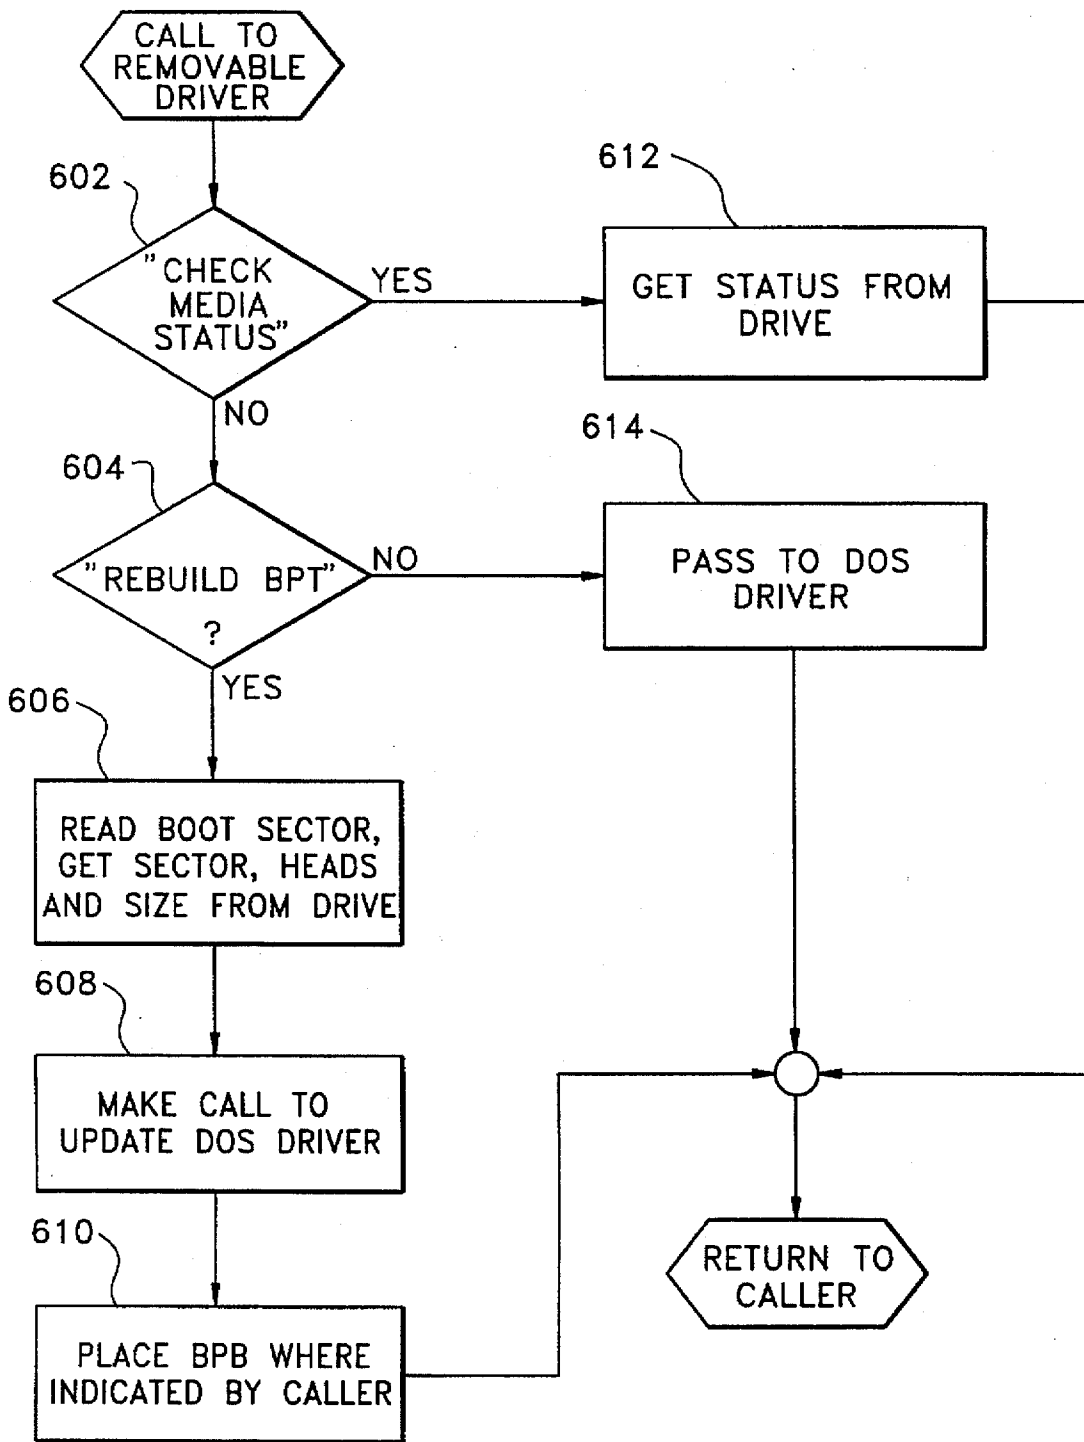 CALL TO
REMOVABLE
DRIVER
602
612
"CHECK
MEDIA
STATUS"
YES
GET STATUS FROM
DRIVE
NO
604
614
"REBUILD BPT"
?
NO
PASS TO DOS
DRIVER
YES
606
READ BOOT SECTOR,
GET SECTOR, HEADS
AND SIZE FROM DRIVE
608
MAKE CALL TO
UPDATE DOS DRIVER
610
RETURN TO
CALLER
PLACE BPB WHERE
INDICATED BY CALLER